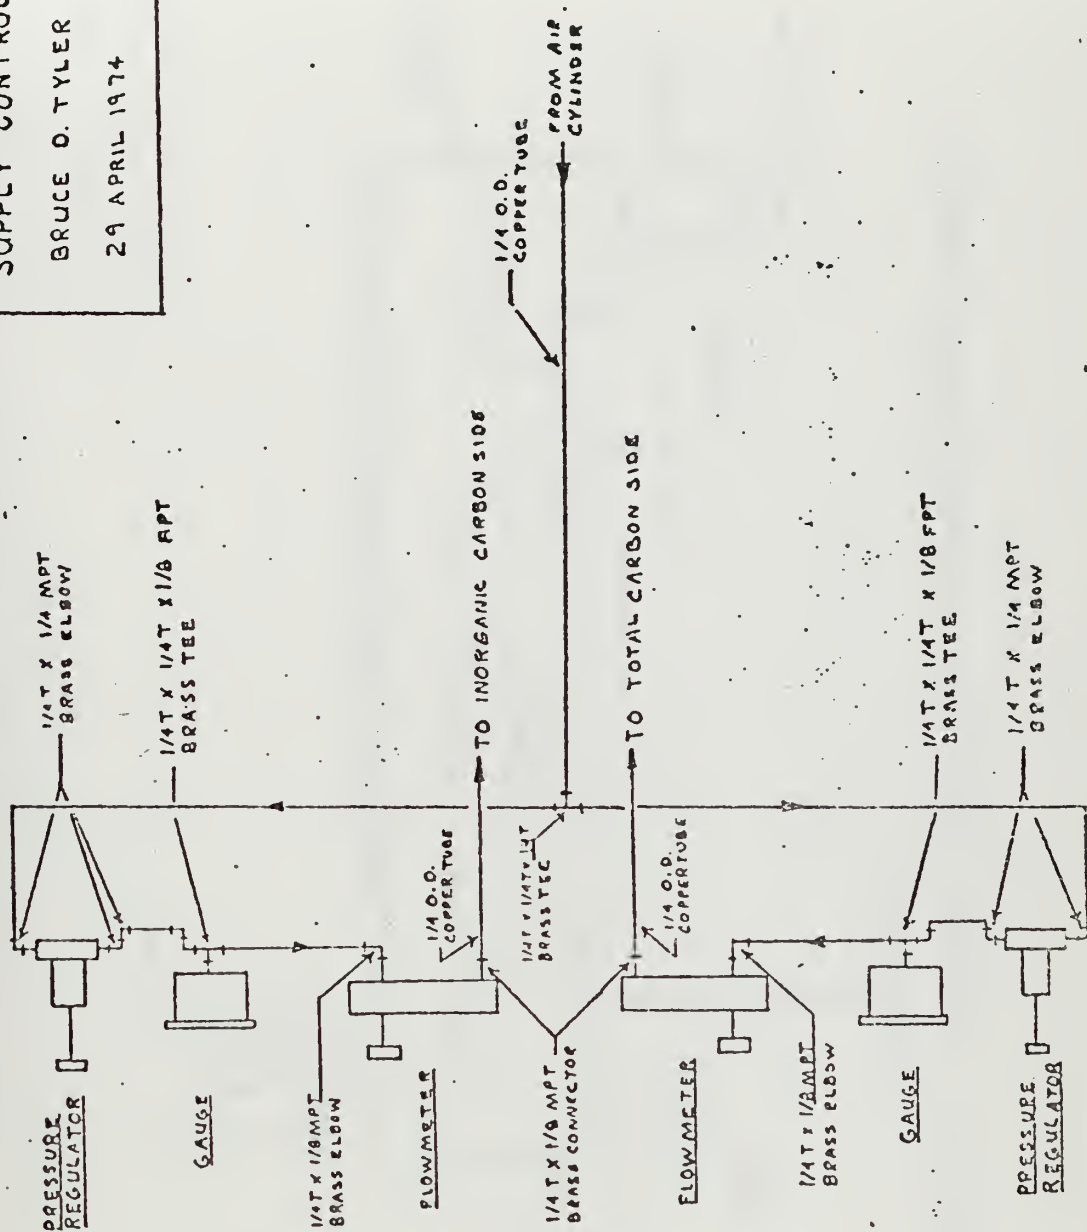 SUPPLY
BRUCE D. TYLER
29 APRIL 1974
FROM AIR
CYLINDER
1/4 O.D.
COPPER TUBE
1/4T X 1/4 MPT
BRASS ELBOW
1/4T X 1/4T X 1/8 FPT
BRASS TEE
TO INORGANIC CARBON SIDE
TO TOTAL CARBON SIDE
1/4T X 1/4T X 1/8 FPT
BRASS TEE
1/4T X 1/4 MPT
BRASS ELBOW
1/4 O.D.
COPPER TUBE
1/4T X 1/4T X 1/4T
BRASS TEE
1/4 O.D.
COPPER TUBE
PRESSURE
REGULATOR
GAUGE
1/4T X 1/8 MPT
BRASS ELBOW
FLOWMETER
1/4T X 1/8 MPT
BRASS CONNECTOR
FLOWMETER
1/4T X 1/8 MPT
BRASS ELBOW
GAUGE
PRESSURE
REGULATOR